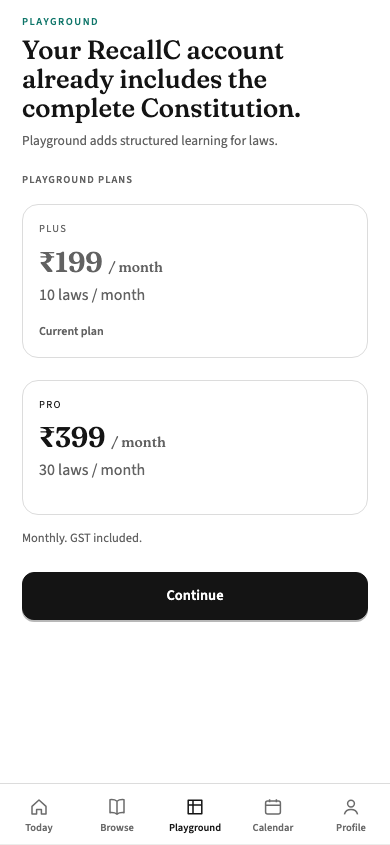 PLAYGROUND
Your RecallC account
already includes the
complete Constitution.
Playground adds structured learning for laws.
PLAYGROUND PLANS
PLUS
₹199 / month
10 laws / month
Current plan
PRO
₹399 / month
30 laws / month
Monthly. GST included.
Continue
Today Browse Playground Calendar Profile